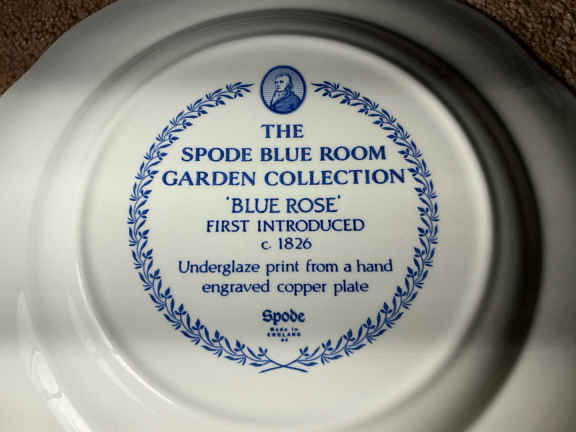 THE
SPODE BLUE ROOM
GARDEN COLLECTION
'BLUE ROSE'
FIRST INTRODUCED
c. 1826
Underglaze print from a hand
engraved copper plate
Spode
Made in
ENGLAND